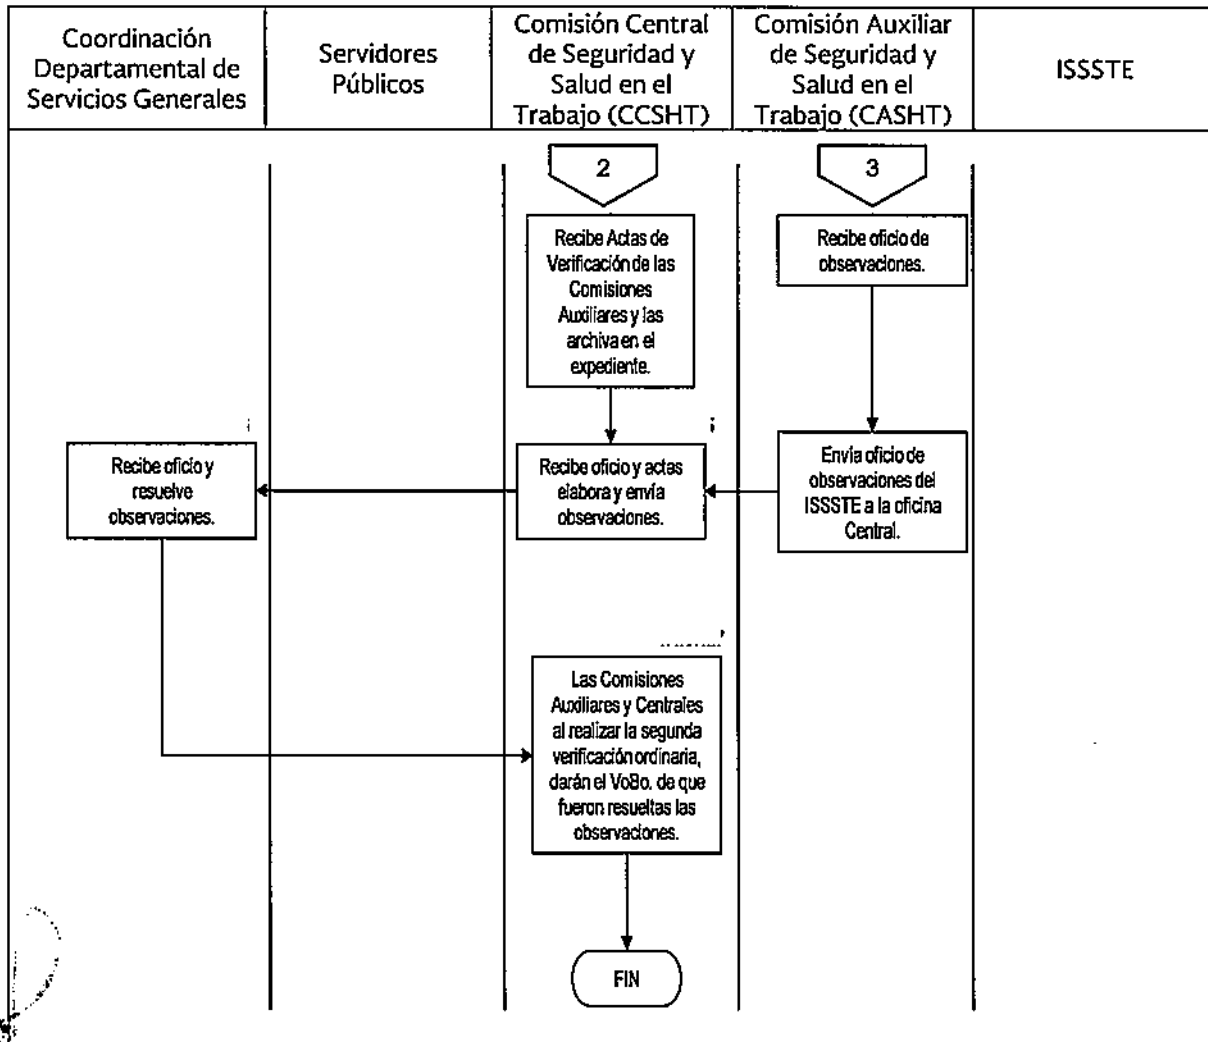 Coordinación
Departamental de
Servicios Generales
Servidores
Públicos
Comisión Central
de Seguridad y
Salud en el
Trabajo (CCSHT)
Comisión Auxiliar
de Seguridad y
Salud en el
Trabajo (CASHT)
ISSSTE
2
3
Recibe Actas de
Verificación de las
Comisiones
Auxiliares y las
archiva en el
expediente.
Recibe oficio de
observaciones.
Recibe oficio y
resuelve
observaciones.
Recibe oficio y actas
elabora y envía
observaciones.
Envía oficio de
observaciones del
ISSSTE a la oficina
Central.
Las Comisiones
Auxiliares y Centrales
al realizar la segunda
verificación ordinaria,
darán el VoBo. de que
fueron resueltas las
observaciones.
FIN